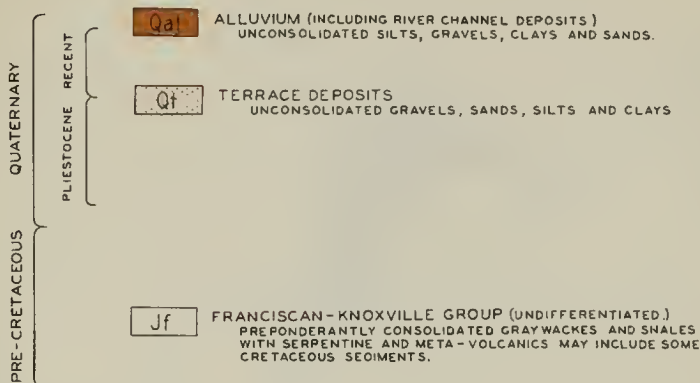 QUATERNARY
RECENT
PLIESTOCENE
PRE-CRETACEOUS
Qal ALLUVIUM (INCLUDING RIVER CHANNEL DEPOSITS)
UNCONSOLIDATED SILTS, GRAVELS, CLAYS AND SANDS.
Qt TERRACE DEPOSITS
UNCONSOLIDATED GRAVELS, SANDS, SILTS AND CLAYS
Jf FRANCISCAN-KNOXVILLE GROUP (UNDIFFERENTIATED.)
PREPONDERANTLY CONSOLIDATED GRAYWACKES AND SHALES
WITH SERPENTINE AND META-VOLCANICS MAY INCLUDE SOME
CRETACEOUS SEDIMENTS.